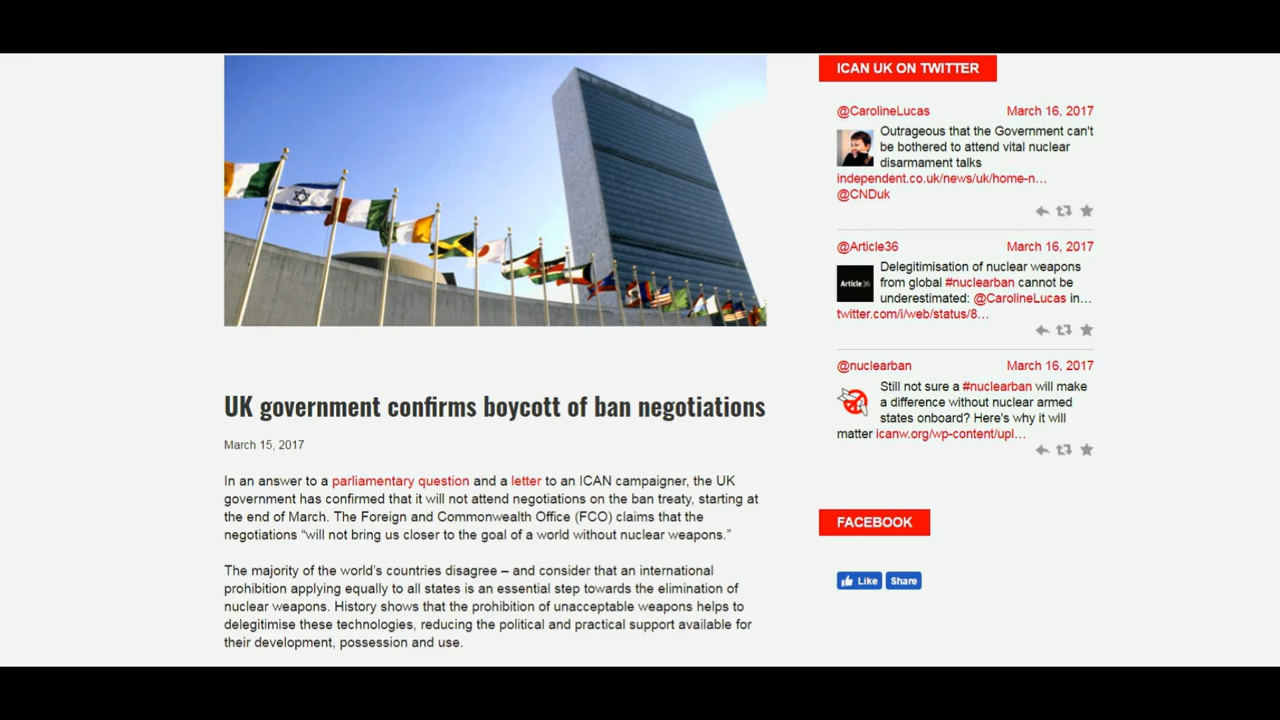 UK government confirms boycott of ban negotiations
March 15, 2017
In an answer to a parliamentary question and a letter to an ICAN campaigner, the UK
government has confirmed that it will not attend negotiations on the ban treaty, starting at
the end of March. The Foreign and Commonwealth Office (FCO) claims that the
negotiations “will not bring us closer to the goal of a world without nuclear weapons.”
The majority of the world’s countries disagree – and consider that an international
prohibition applying equally to all states is an essential step towards the elimination of
nuclear weapons. History shows that the prohibition of unacceptable weapons helps to
delegitimise these technologies, reducing the political and practical support available for
their development, possession and use.
ICAN UK ON TWITTER
@CarolineLucas March 16, 2017
Outrageous that the Government can't
be bothered to attend vital nuclear
disarmament talks
independent.co.uk/news/uk/home-n…
@CNDuk
@Article36 March 16, 2017
Article 36
Delegitimisation of nuclear weapons
from global #nuclearban cannot be
underestimated: @CarolineLucas in…
twitter.com/i/web/status/8…
@nuclearban March 16, 2017
Still not sure a #nuclearban will make
a difference without nuclear armed
states onboard? Here's why it will
matter icanw.org/wp-content/upl…
FACEBOOK
Like Share